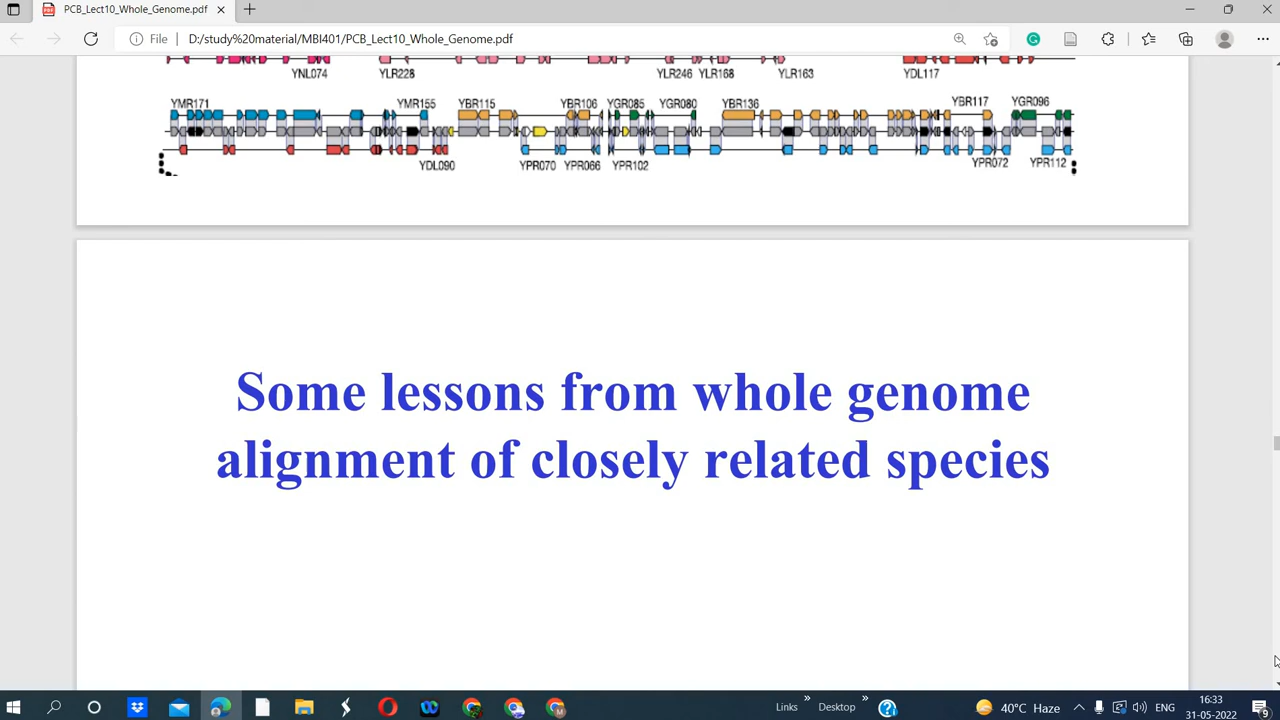 PCB_Lect10_Whole_Genome.pdf
File D:/study%20material/MBI401/PCB_Lect10_Whole_Genome.pdf
YNL074 YLR228 YLR246 YLR168 YLR163 YDL117
YMR171 YMR155 YBR115 YBR106 YGR085 YGR080 YBR136 YBR117 YGR096
YDL090 YPR070 YPR066 YPR102 YPR072 YPR112
Some lessons from whole genome
alignment of closely related species
Links » Desktop » 40°C Haze ENG 16:33
31-05-2022 9